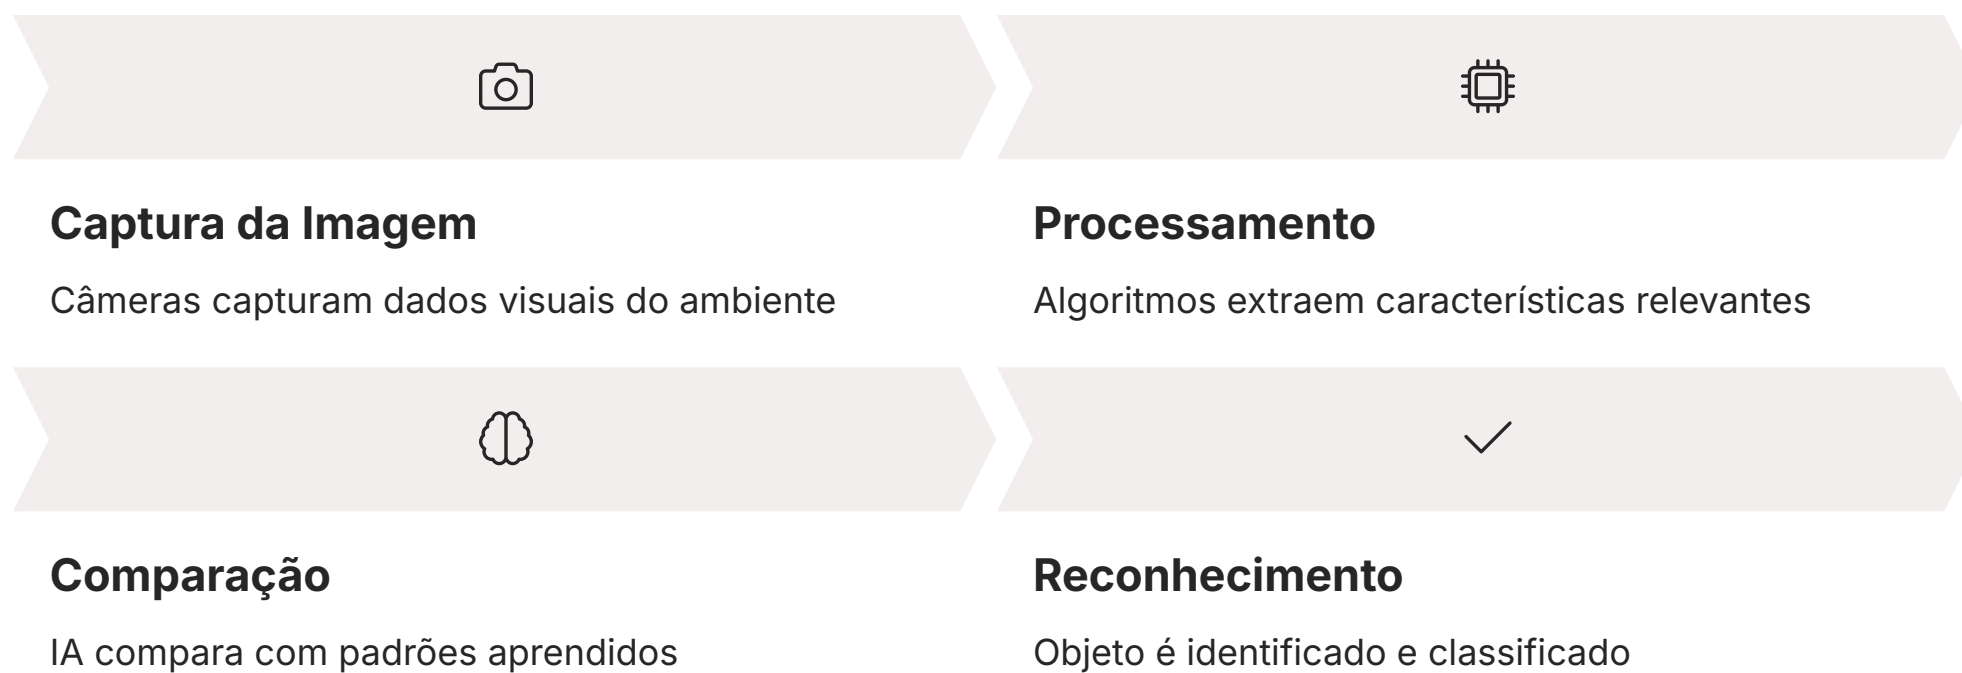 Captura da Imagem
Câmeras capturam dados visuais do ambiente
Processamento
Algoritmos extraem características relevantes
Comparação
IA compara com padrões aprendidos
Reconhecimento
Objeto é identificado e classificado